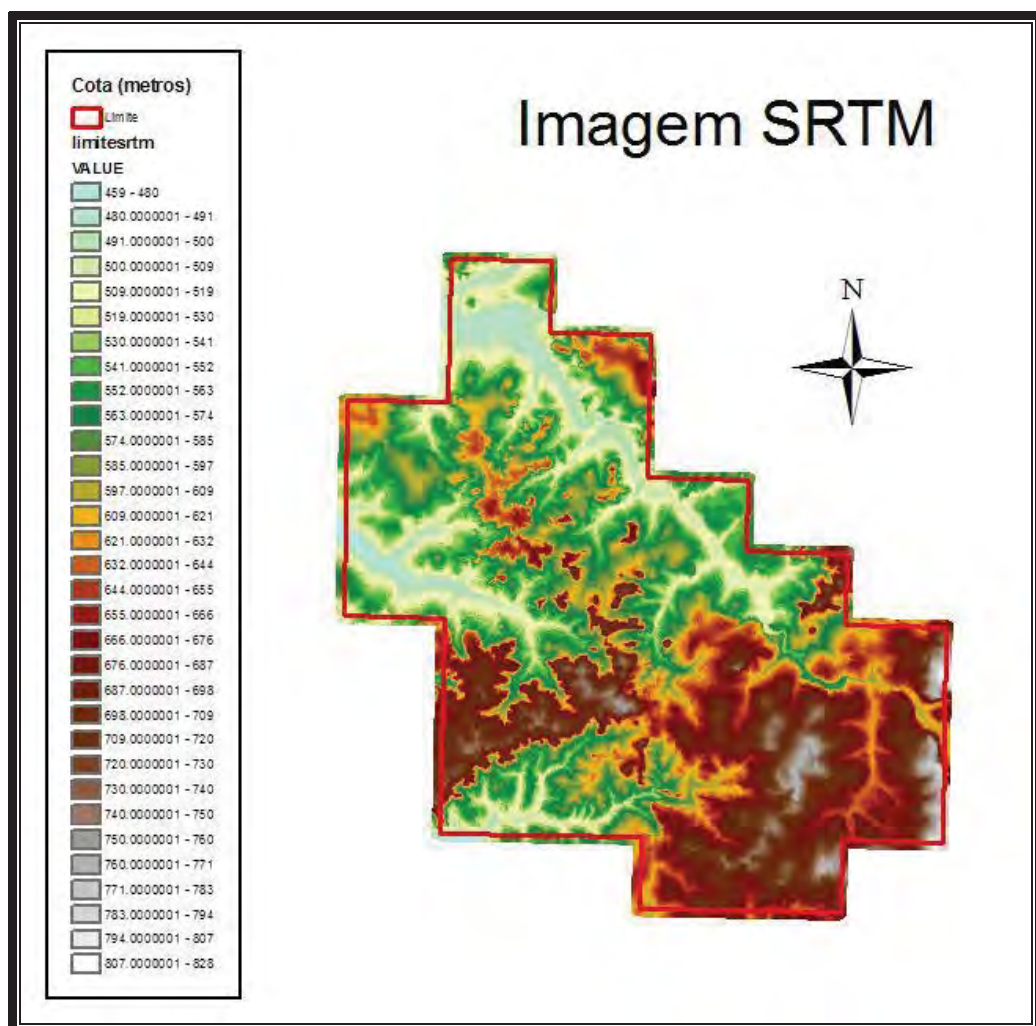 Cota (metros)
Limite
limitesrtm
VALUE
459 - 480
480.0000001 - 491
491.0000001 - 500
500.0000001 - 509
509.0000001 - 519
519.0000001 - 530
530.0000001 - 541
541.0000001 - 552
552.0000001 - 563
563.0000001 - 574
574.0000001 - 585
585.0000001 - 597
597.0000001 - 609
609.0000001 - 621
621.0000001 - 632
632.0000001 - 644
644.0000001 - 655
655.0000001 - 666
666.0000001 - 676
676.0000001 - 687
687.0000001 - 698
698.0000001 - 709
709.0000001 - 720
720.0000001 - 730
730.0000001 - 740
740.0000001 - 750
750.0000001 - 760
760.0000001 - 771
771.0000001 - 783
783.0000001 - 794
794.0000001 - 807
807.0000001 - 828
Imagem SRTM
N